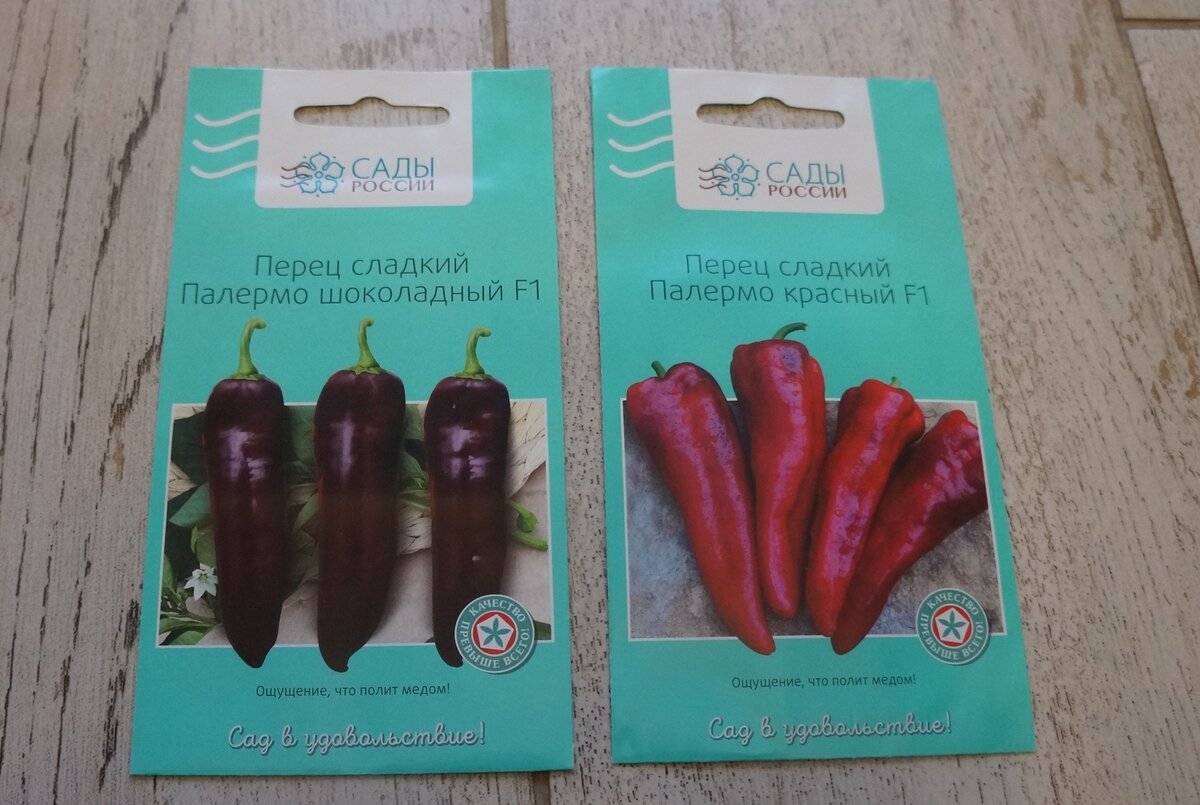 САДЫ
РОССИИ
Перец сладкий
Палермо шоколадный F1
КАЧЕСТВО
ПРЕВЫШЕ ВСЕГО!
Ощущение, что полит медом!
Сад в удовольствие!
САДЫ
РОССИИ
Перец сладкий
Палермо красный F1
КАЧЕСТВО
ПРЕВЫШЕ ВСЕГО!
Ощущение, что полит медом!
Сад в удовольствие!